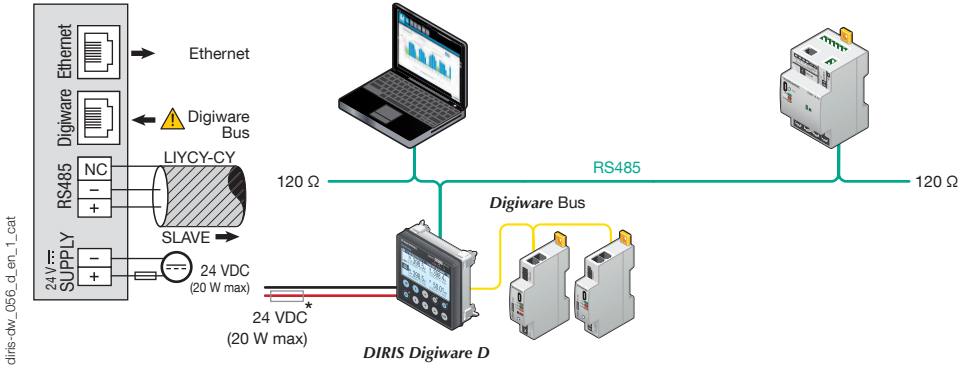 Ethernet
Ethernet
Digiware
Digiware
Bus
RS485
NC
−
+
LIYCY-CY
SLAVE
24 V
SUPPLY
−
+
24 VDC
(20 W max)
diris-dw_056_d_en_1_cat
120 Ω
RS485
120 Ω
Digiware Bus
*
24 VDC
(20 W max)
DIRIS Digiware D